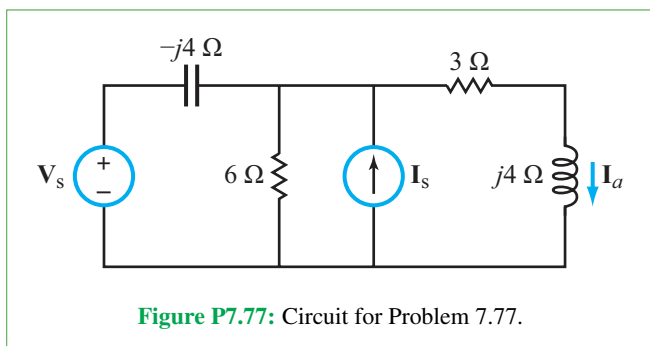 −j4 Ω
3 Ω
+
−
Vs
6 Ω
Is
j4 Ω
Ia
Figure P7.77: Circuit for Problem 7.77.